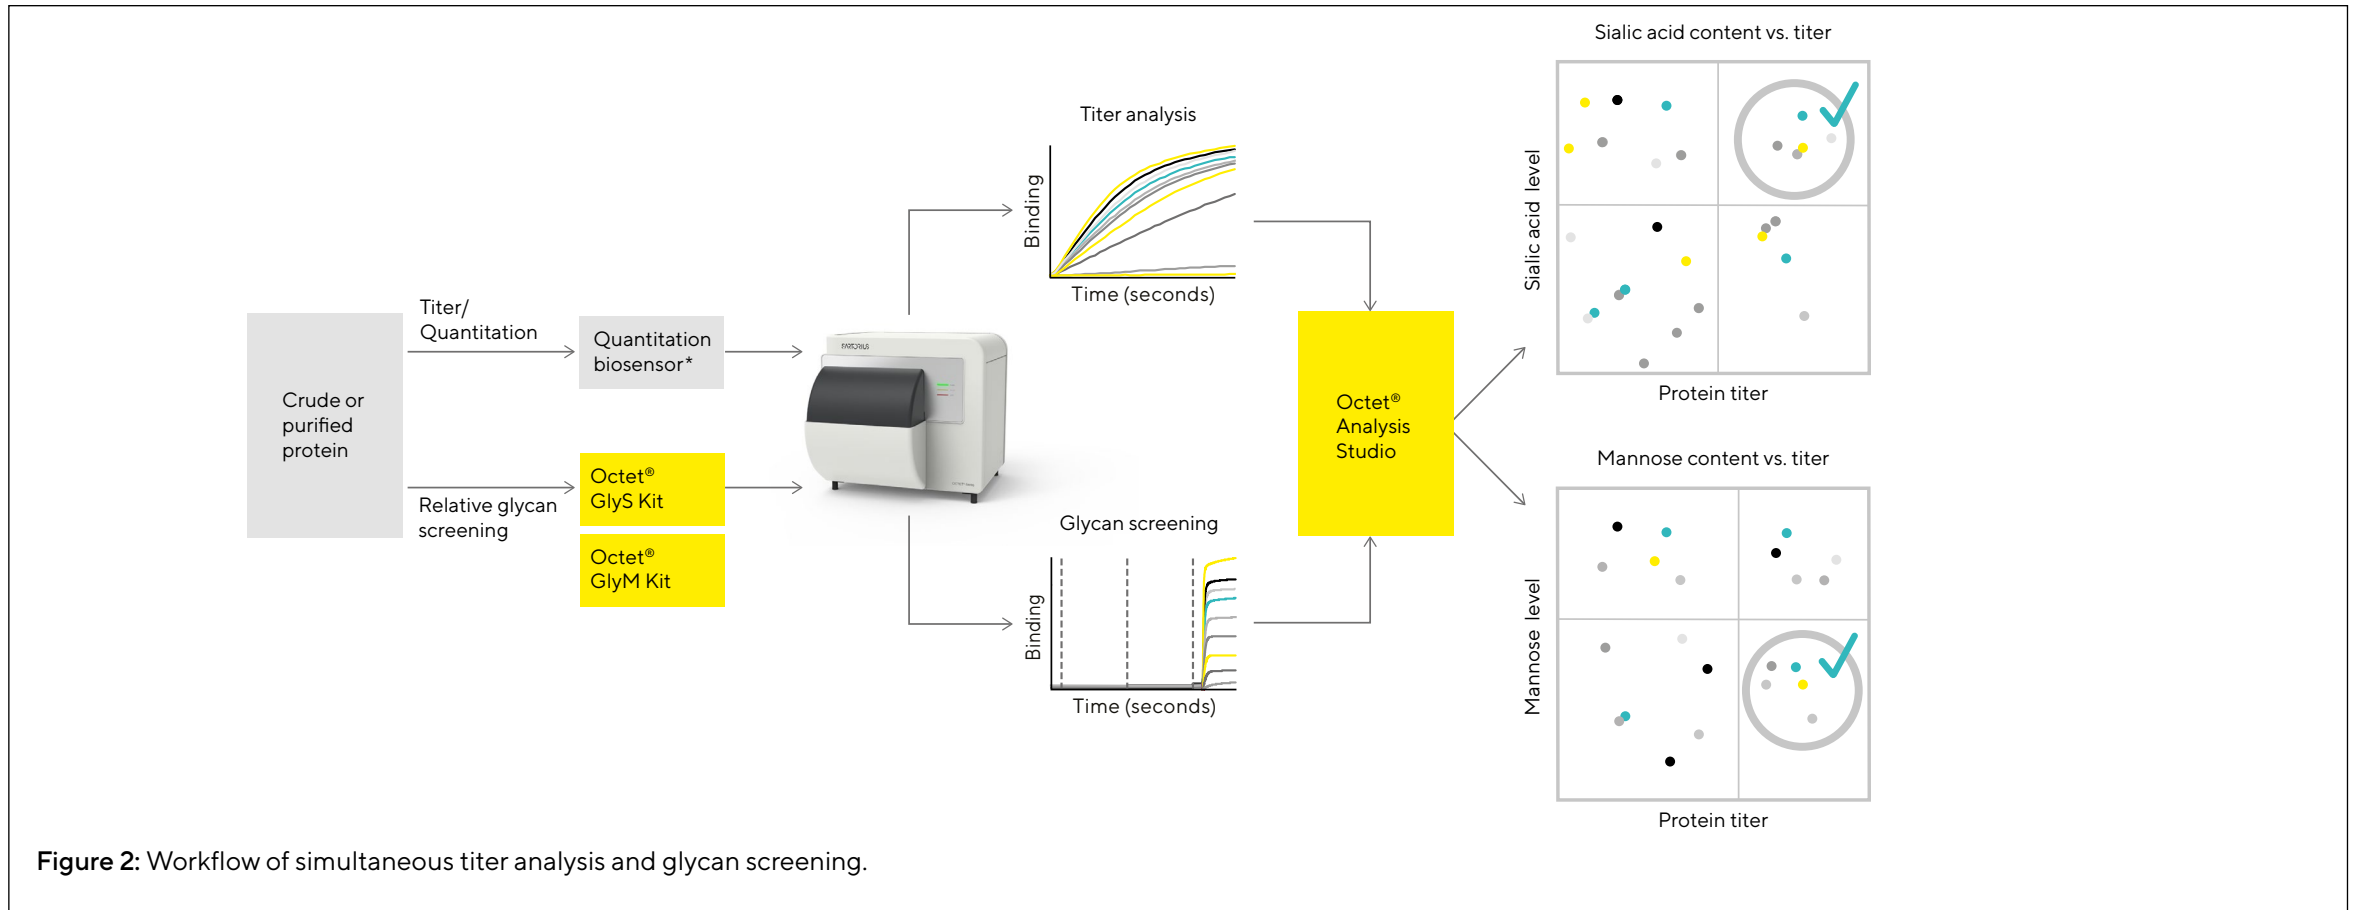 Sialic acid content vs. titer
Titer analysis
Binding
Time (seconds)
Sialic acid level
Protein titer
Titer/
Quantitation
Quantitation
biosensor*
SARTORIUS
Crude or
purified
protein
Octet®
Analysis
Studio
Relative glycan
screening
Octet®
GlyS Kit
Octet®
GlyM Kit
Glycan screening
Binding
Time (seconds)
Mannose content vs. titer
Mannose level
Protein titer
Figure 2: Workflow of simultaneous titer analysis and glycan screening.